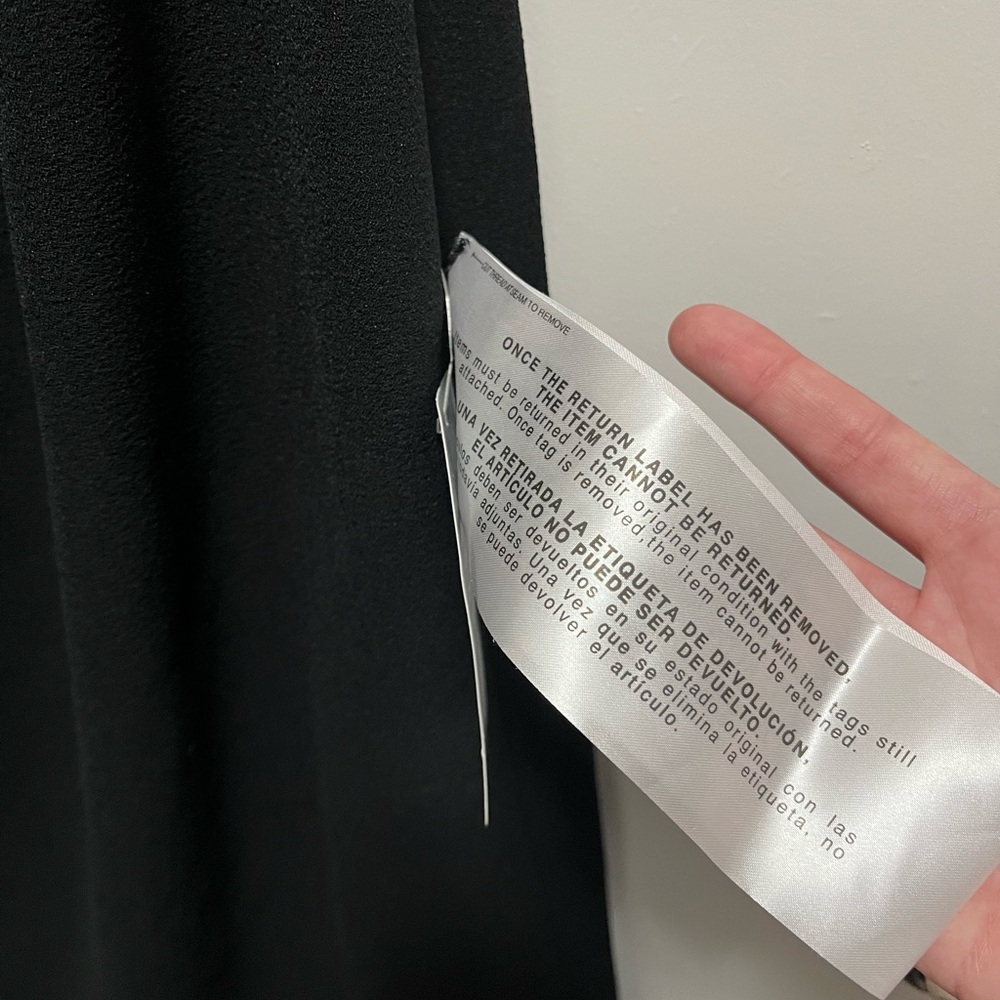 CUT THREAD AT SEAM TO REMOVE
ONCE THE RETURN LABEL HAS BEEN REMOVED,
THE ITEM CANNOT BE RETURNED.
Items must be returned in their original condition with the tags still
attached. Once tag is removed the item cannot be returned.
UNA VEZ RETIRADA LA ETIQUETA DE DEVOLUCIÓN,
EL ARTÍCULO NO PUEDE SER DEVUELTO.
deben ser devueltos en su estado original con las
adjuntas. Una vez que se elimina la etiqueta, no
se puede devolver el artículo.